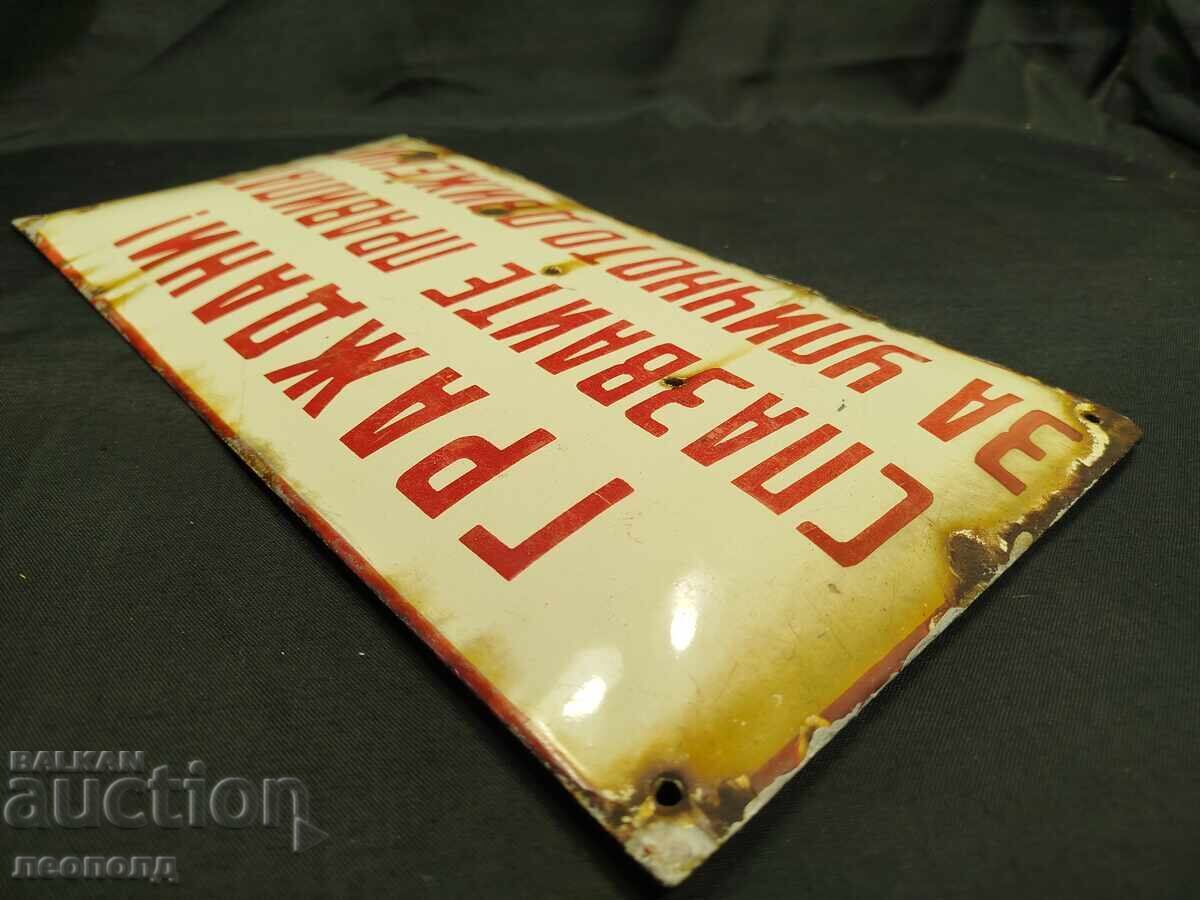 ГРАЖДАНИ!
СПАЗВАЙТЕ ПРАВИЛАТА
ЗА УЛИЧНОТО ДВИЖЕНИЕ
BALKAN
auction
леополд